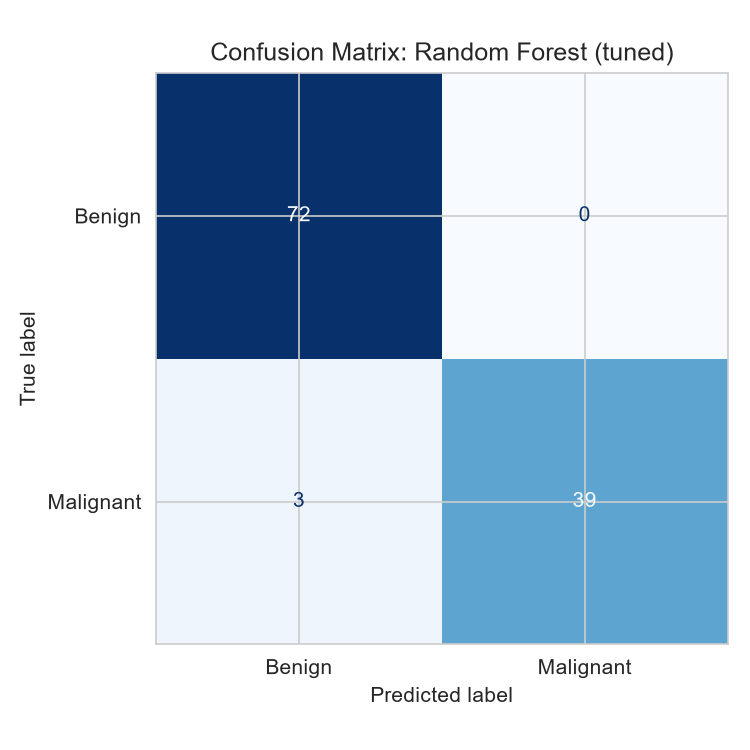 Confusion Matrix: Random Forest (tuned)
True label
Benign
72
0
Malignant
3
39
Benign
Malignant
Predicted label